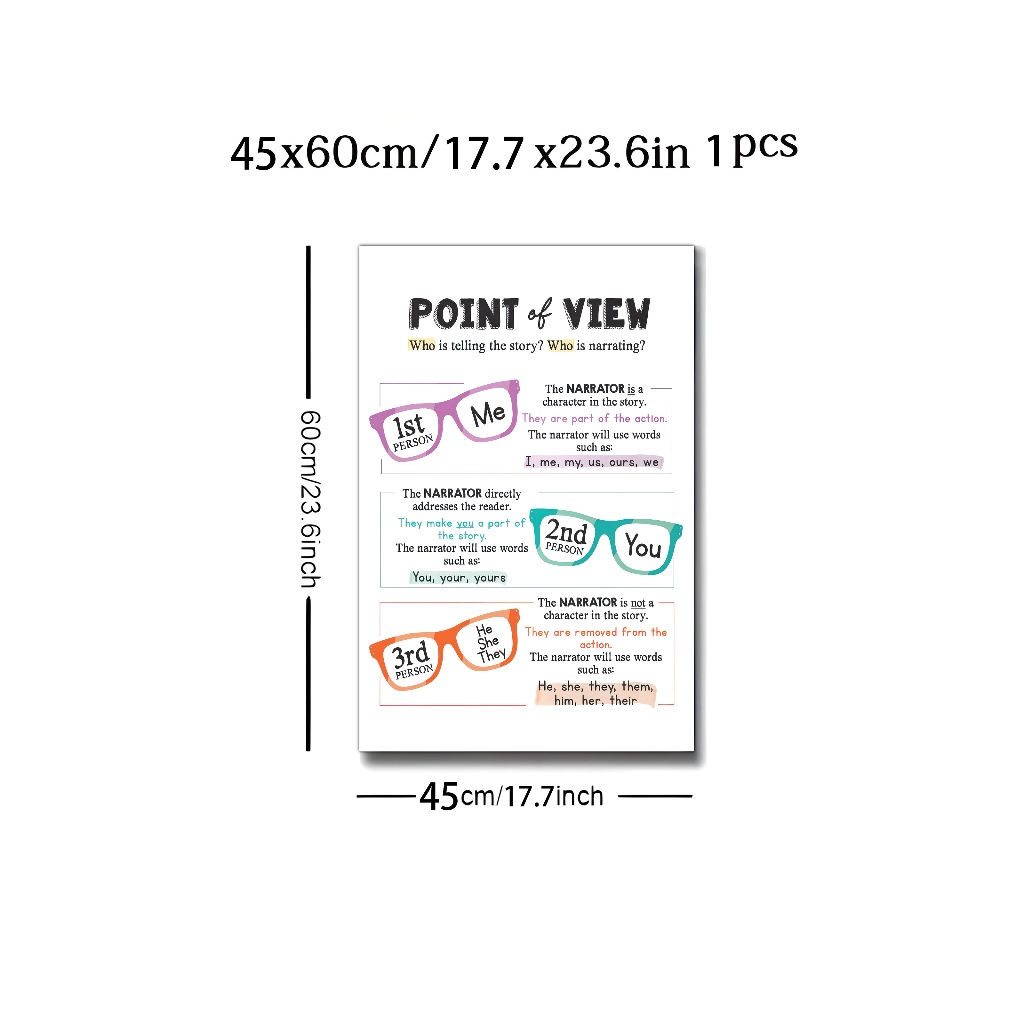 45x60cm/17.7 x23.6in 1pcs
60cm/23.6inch
POINT of VIEW
Who is telling the story? Who is narrating?
1st
PERSON
Me
The NARRATOR is a
character in the story.
They are part of the action.
The narrator will use words
such as:
I, me, my, us, ours, we
The NARRATOR directly
addresses the reader.
They make you a part of
the story.
The narrator will use words
such as:
You, your, yours
2nd
PERSON
You
3rd
PERSON
He
She
They
The NARRATOR is not a
character in the story.
They are removed from the
action.
The narrator will use words
such as:
He, she, they, them,
him, her, their
45cm/17.7inch